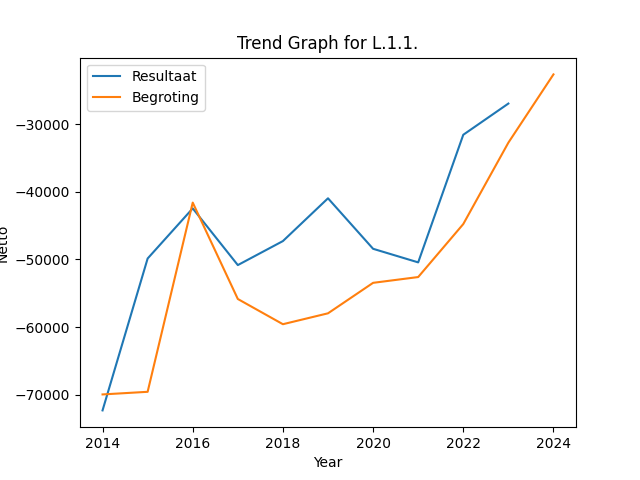 Trend Graph for L.1.1.
Resultaat
Begroting
−30000
−40000
−50000
−60000
−70000
Netto
2014
2016
2018
2020
2022
2024
Year